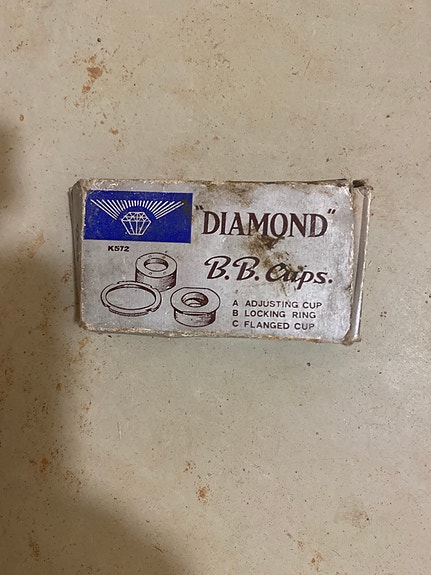 "DIAMOND"
K572
B.B. Cups.
A ADJUSTING CUP
B LOCKING RING
C FLANGED CUP